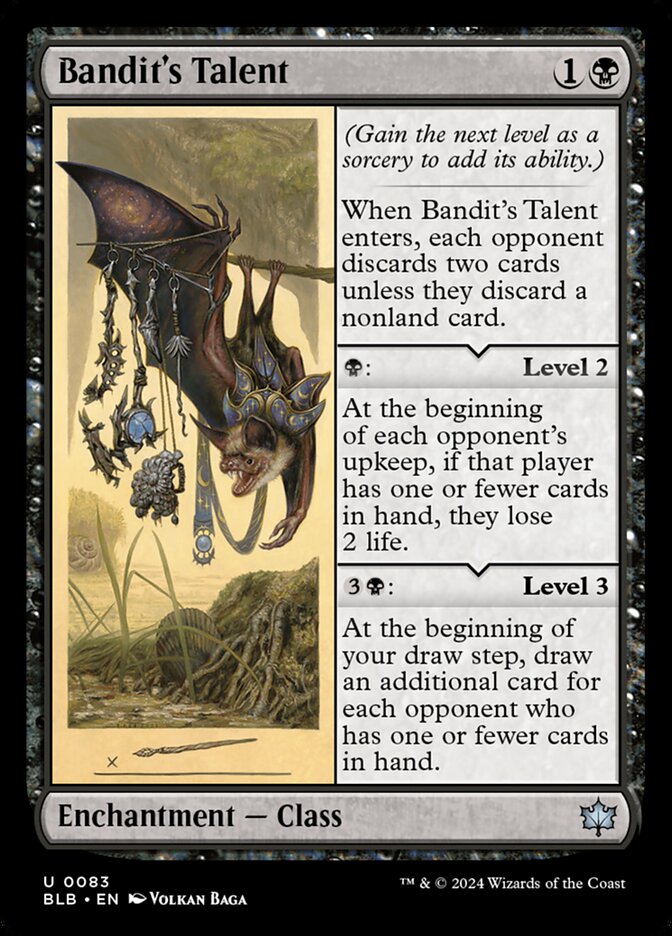 Bandit's Talent
1
(Gain the next level as a
sorcery to add its ability.)
When Bandit's Talent
enters, each opponent
discards two cards
unless they discard a
nonland card.
: Level 2
At the beginning
of each opponent's
upkeep, if that player
has one or fewer cards
in hand, they lose
2 life.
3 : Level 3
At the beginning of
your draw step, draw
an additional card for
each opponent who
has one or fewer cards
in hand.
Enchantment — Class
U 0083
BLB • EN VOLKAN BAGA
™ & © 2024 Wizards of the Coast